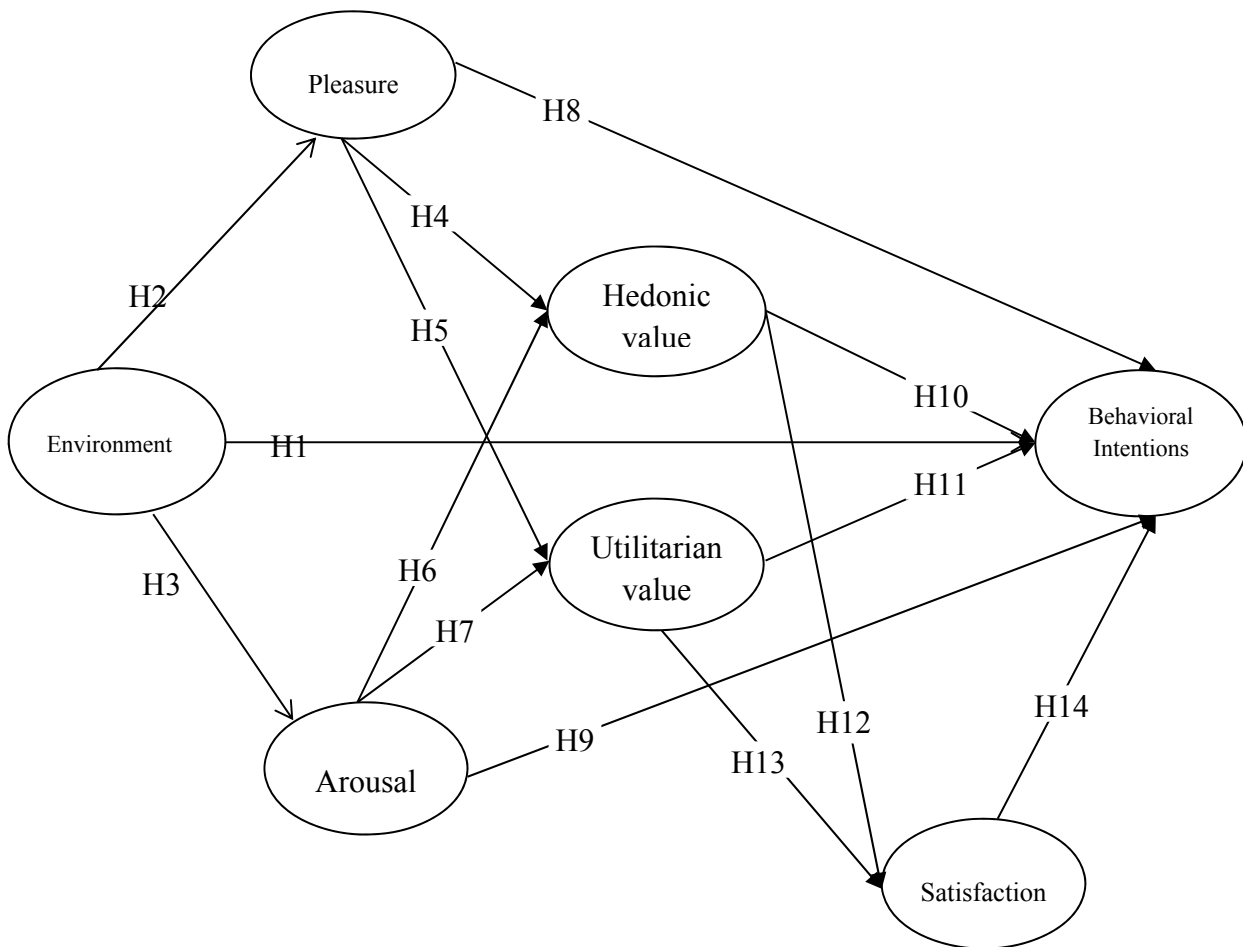 Pleasure
H8
H4
H2
H5
Hedonic
value
H10
Behavioral
Intentions
Environment
H1
H11
Utilitarian
value
H6
H3
H7
H14
H12
H9
H13
Arousal
Satisfaction